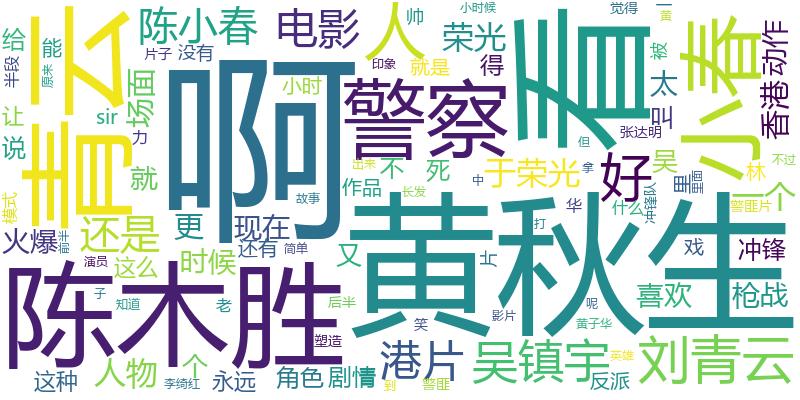 给
陈小春
电影
人
帅
小时候
觉得
一
黄
半段
原来
能
片子
没有
荣光
印象
就是
得
被
看
小春
动作
香港
青云
啊
小时
警察
太
叫
让
sir
场面
力
说
就
故事
作品
不
死
于荣光
好
张达明
但
不过
吴
里
里面
一个
林
模式
火爆
还是
更
现在
出来
长发
中
拿
华
什么
冲锋队
警匪片
还有
简单
又
黄秋生
打
戏
冲锋
演员
这么
时候
陈木胜
喜欢
枪战
子
知道
老
后半
笑
影片
呢
黄子华
塑造
港片
吴镇宇
刘青云
英雄
这种
人物
个
李绮红
永远
角色
剧情
到
警匪
反派